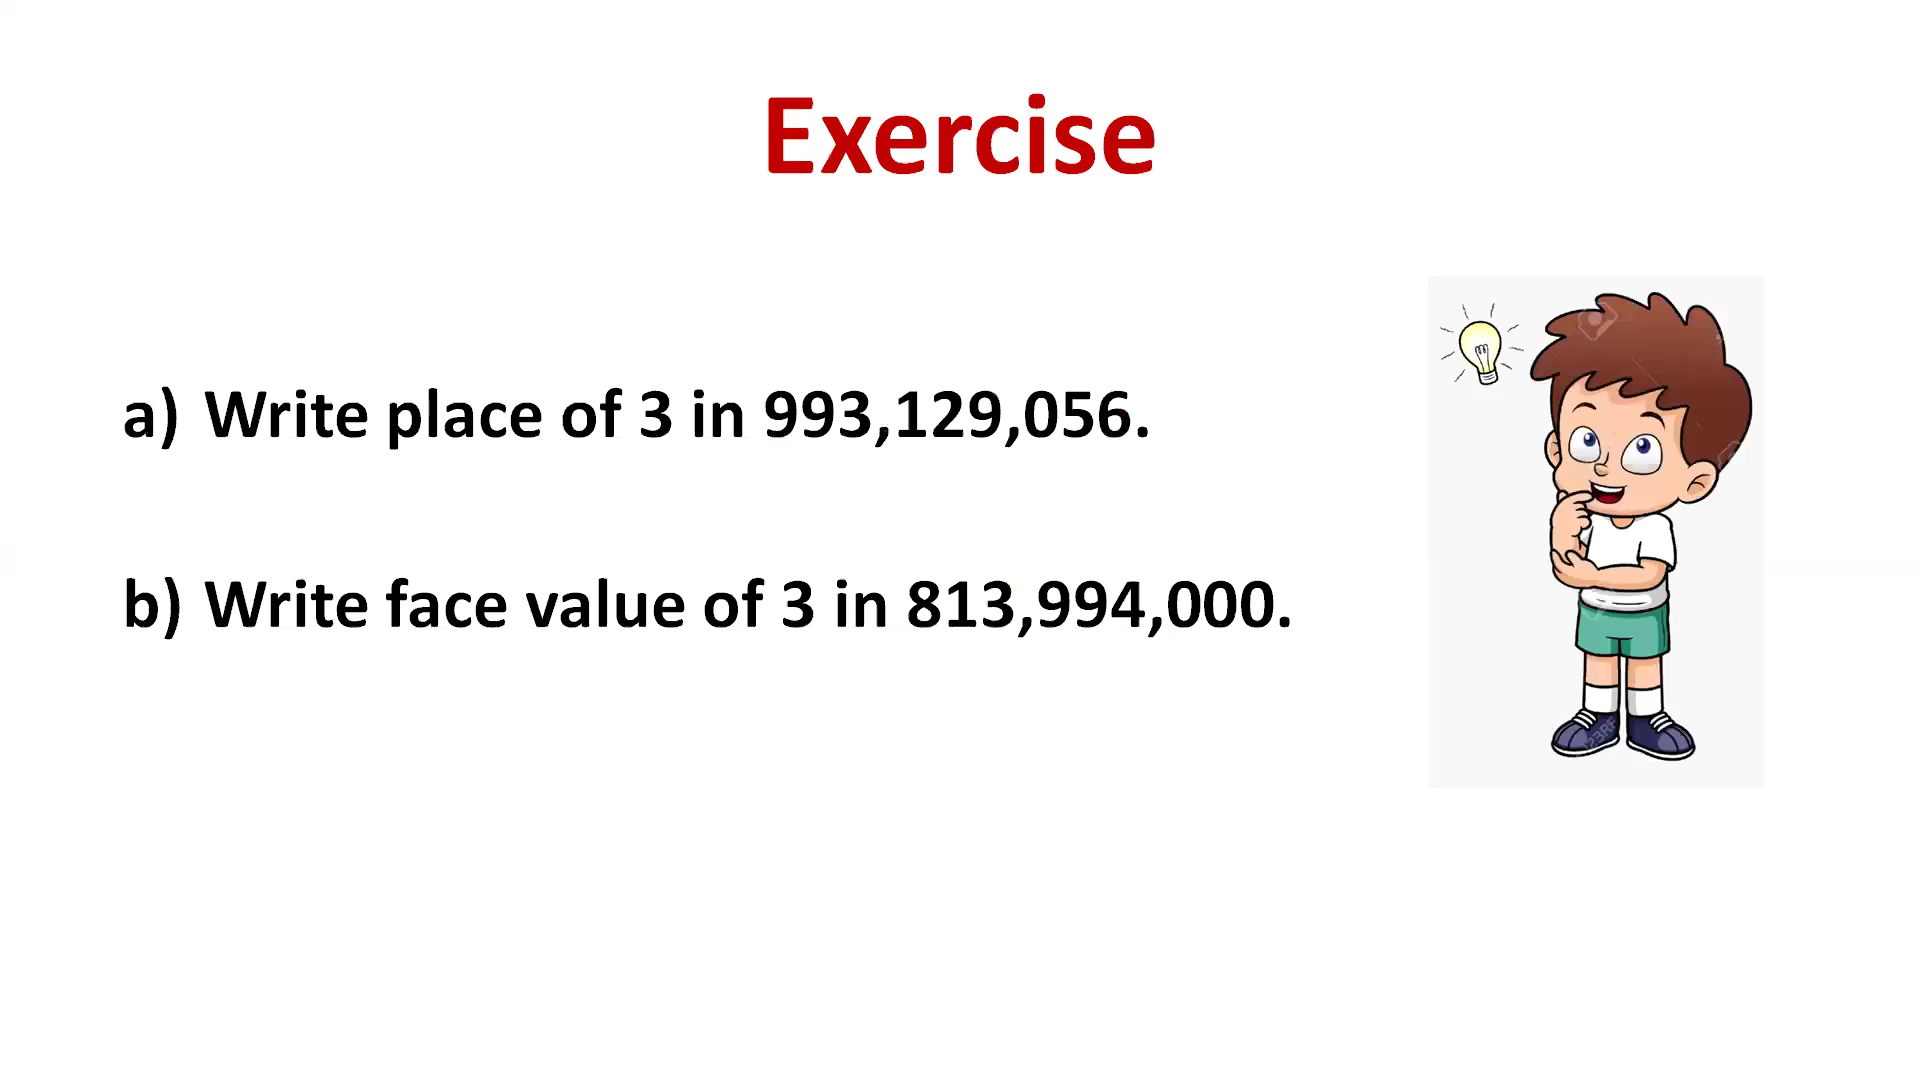 Exercise
a) Write place of 3 in 993,129,056.
b) Write face value of 3 in 813,994,000.